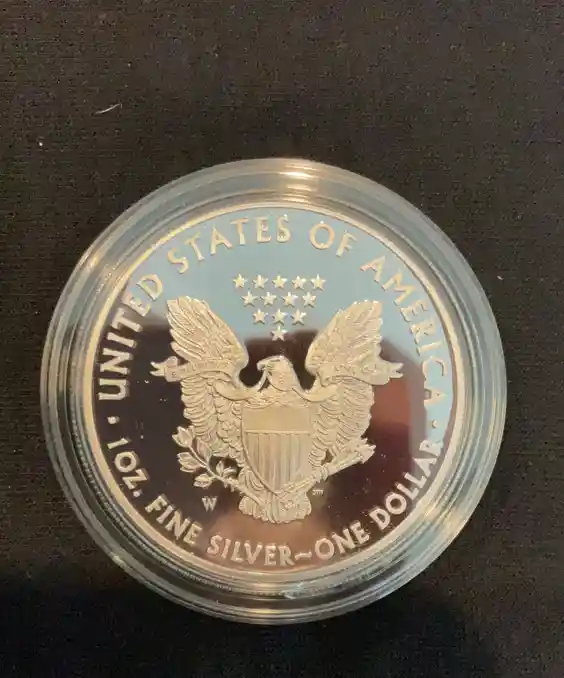 UNITED STATES OF AMERICA
W
• 1 OZ. FINE SILVER~ONE DOLLAR •